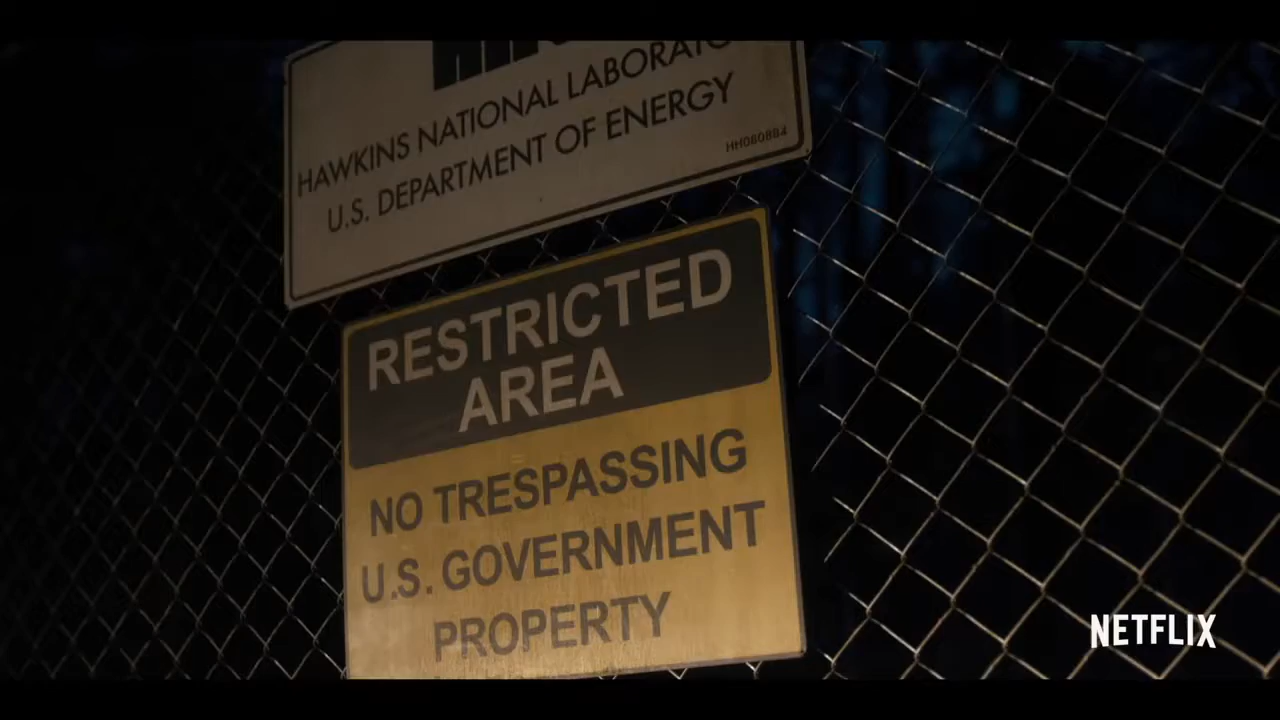 HAWKINS NATIONAL LABORATO
U.S. DEPARTMENT OF ENERGY
HH080884
RESTRICTED
AREA
NO TRESPASSING
U.S. GOVERNMENT
PROPERTY
NETFLIX